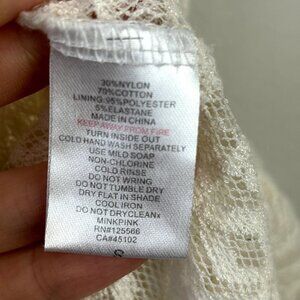 30%NYLON
70%COTTON
LINING:95%POLYESTER
5%ELASTANE
MADE IN CHINA
KEEP AWAY FROM FIRE
TURN INSIDE OUT
COLD HAND WASH SEPARATELY
USE MILD SOAP
NON-CHLORINE
COLD RINSE
DO NOT WRING
DO NOT TUMBLE DRY
DRY FLAT IN SHADE
COOL IRON
DO NOT DRYCLEANx
MINKPINK
RN#125566
CA#45102